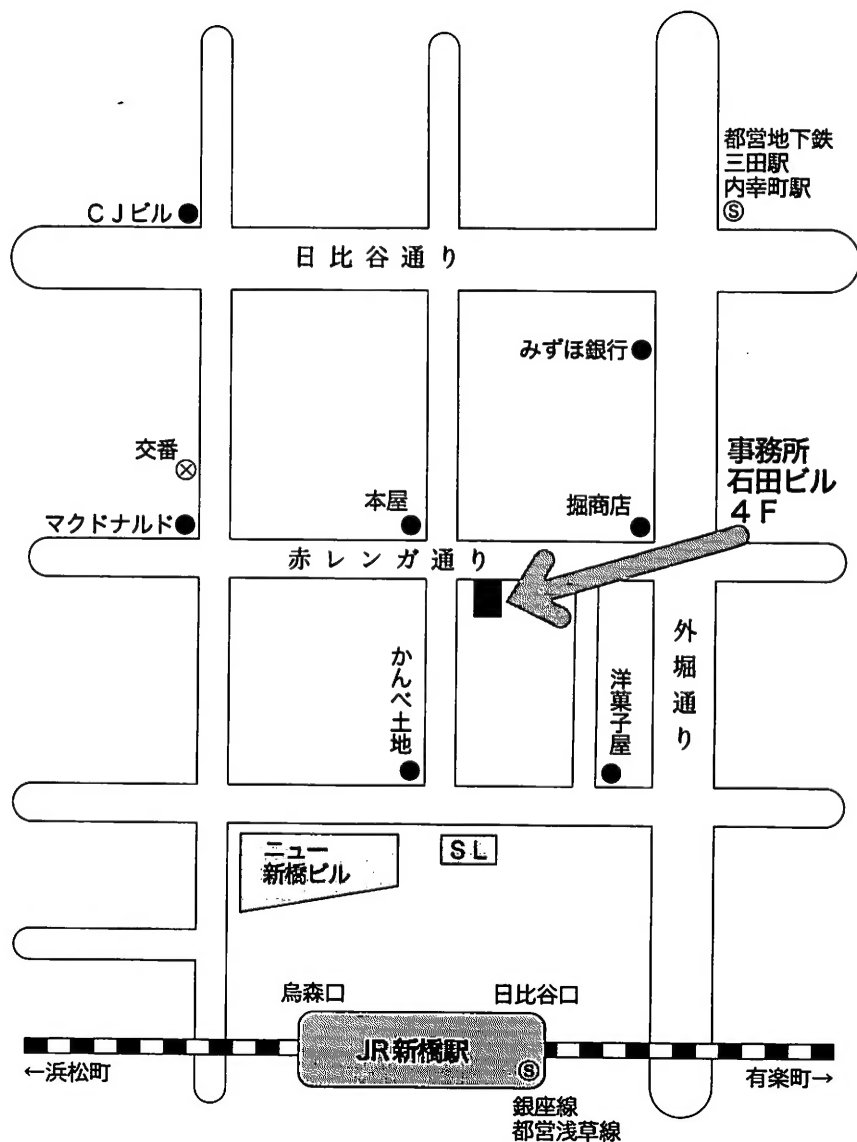 都営地下鉄
三田駅
内幸町駅
Ⓢ
CJビル
日比谷通り
みずほ銀行
交番
事務所
石田ビル
4F
本屋
堀商店
マクドナルド
赤レンガ通り
外堀通り
かんべ土地
洋菓子屋
ニュー
新橋ビル
SL
烏森口
日比谷口
JR新橋駅
Ⓢ
←浜松町
有楽町→
銀座線
都営浅草線